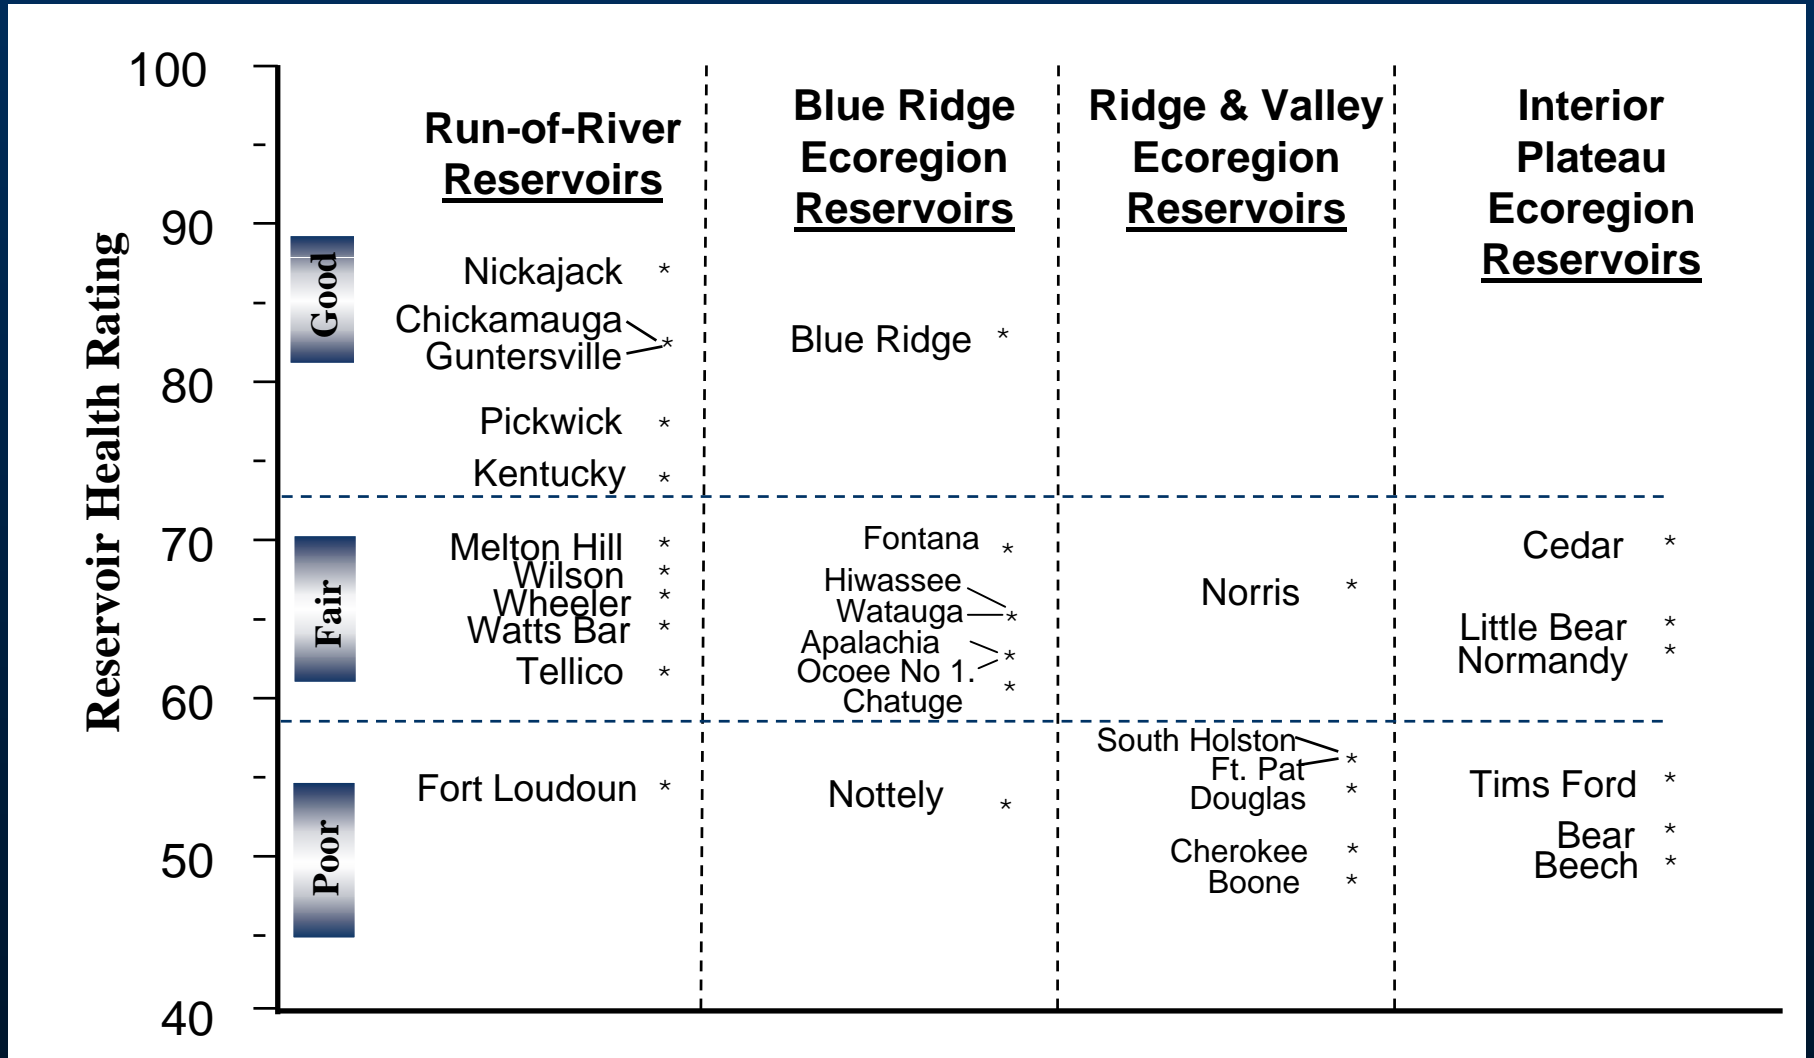 Reservoir Health Rating
100
90
80
70
60
50
40
Good
Fair
Poor
Run-of-River
Reservoirs
Nickajack *
Chickamauga
Guntersville *
Pickwick *
Kentucky *
Melton Hill *
Wilson *
Wheeler *
Watts Bar *
Tellico *
Fort Loudoun *
Blue Ridge
Ecoregion
Reservoirs
Blue Ridge *
Fontana *
Hiwassee
Watauga *
Apalachia *
Ocoee No 1.
Chatuge *
Nottely *
Ridge & Valley
Ecoregion
Reservoirs
Norris *
South Holston
Ft. Pat *
Douglas *
Cherokee *
Boone *
Interior
Plateau
Ecoregion
Reservoirs
Cedar *
Little Bear *
Normandy *
Tims Ford *
Bear *
Beech *